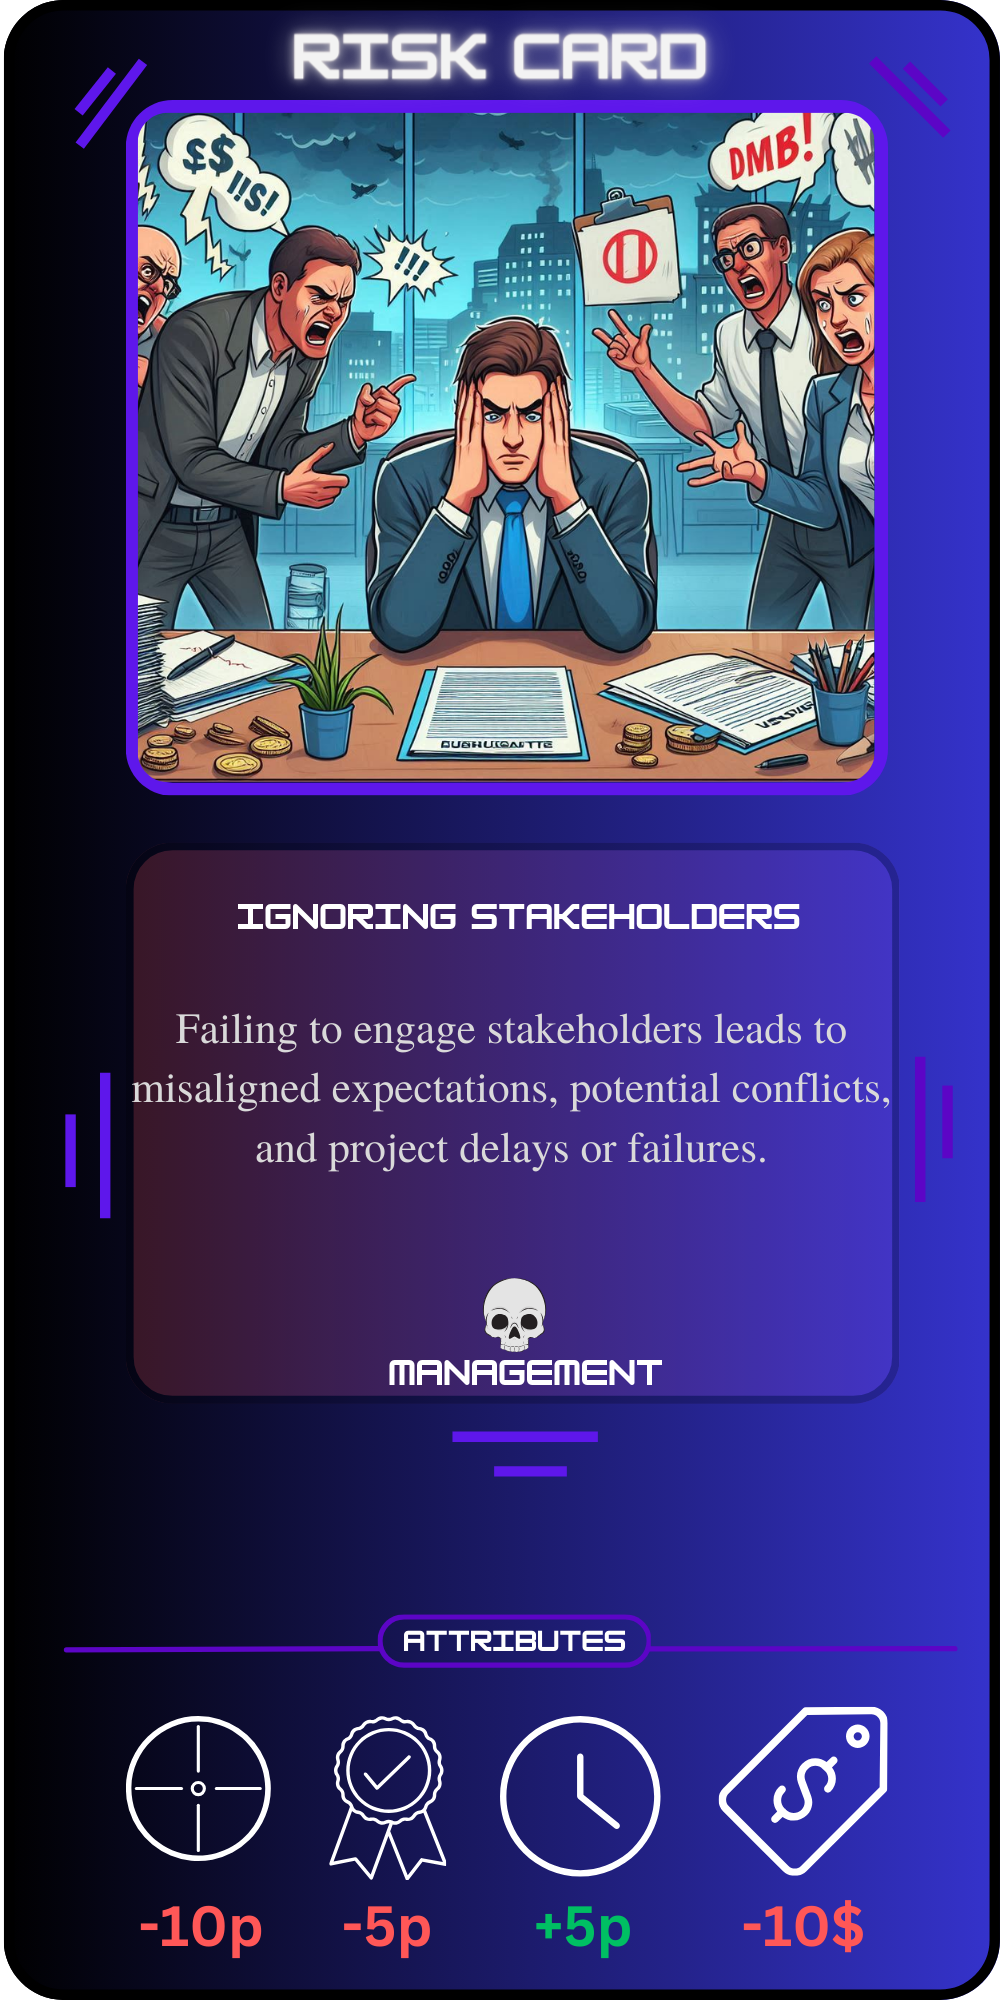 RISK CARD
£$
!!S!
!!!
DMB!
IGNORING STAKEHOLDERS
Failing to engage stakeholders leads to
misaligned expectations, potential conflicts,
and project delays or failures.
MANAGEMENT
ATTRIBUTES
-10p
-5p
+5p
-10$